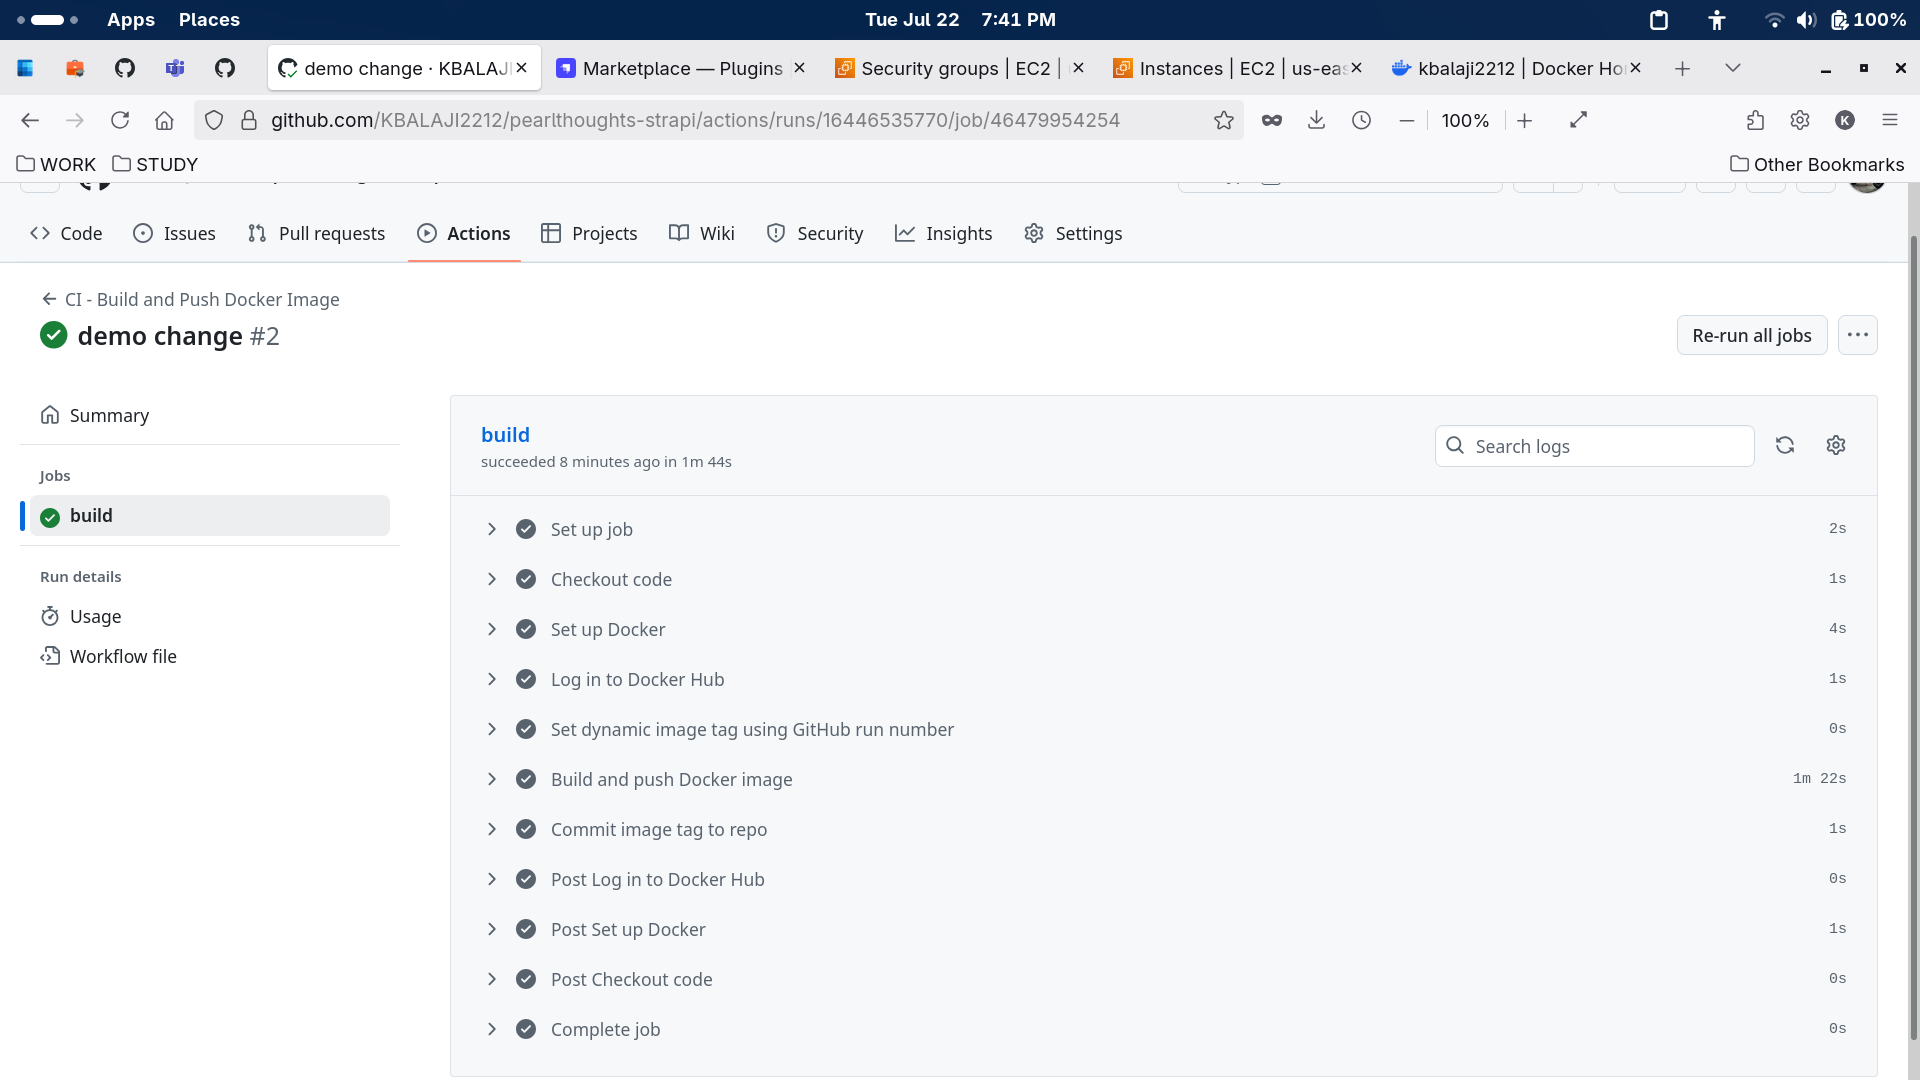 Apps Places Tue Jul 22 7:41 PM 100%
demo change · KBALAJI Marketplace — Plugins Security groups | EC2 | Instances | EC2 | us-eas kbalaji2212 | Docker Ho
github.com/KBALAJI2212/pearlthoughts-strapi/actions/runs/16446535770/job/46479954254 100% K
WORK STUDY Other Bookmarks
Code Issues Pull requests Actions Projects Wiki Security Insights Settings
CI - Build and Push Docker Image
demo change #2
Re-run all jobs
Summary
Jobs
build
Run details
Usage
Workflow file
build
succeeded 8 minutes ago in 1m 44s
Search logs
Set up job 2s
Checkout code 1s
Set up Docker 4s
Log in to Docker Hub 1s
Set dynamic image tag using GitHub run number 0s
Build and push Docker image 1m 22s
Commit image tag to repo 1s
Post Log in to Docker Hub 0s
Post Set up Docker 1s
Post Checkout code 0s
Complete job 0s